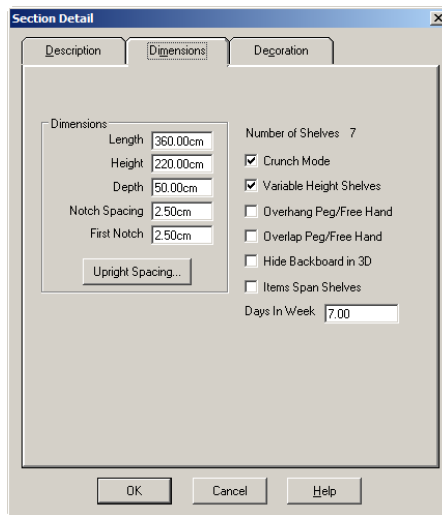 Section Detail
Description Dimensions Decoration
Dimensions
Length 360.00cm
Height 220.00cm
Depth 50.00cm
Notch Spacing 2.50cm
First Notch 2.50cm
Upright Spacing...
Number of Shelves 7
Crunch Mode
Variable Height Shelves
Overhang Peg/Free Hand
Overlap Peg/Free Hand
Hide Backboard in 3D
Items Span Shelves
Days In Week 7.00
OK Cancel Help